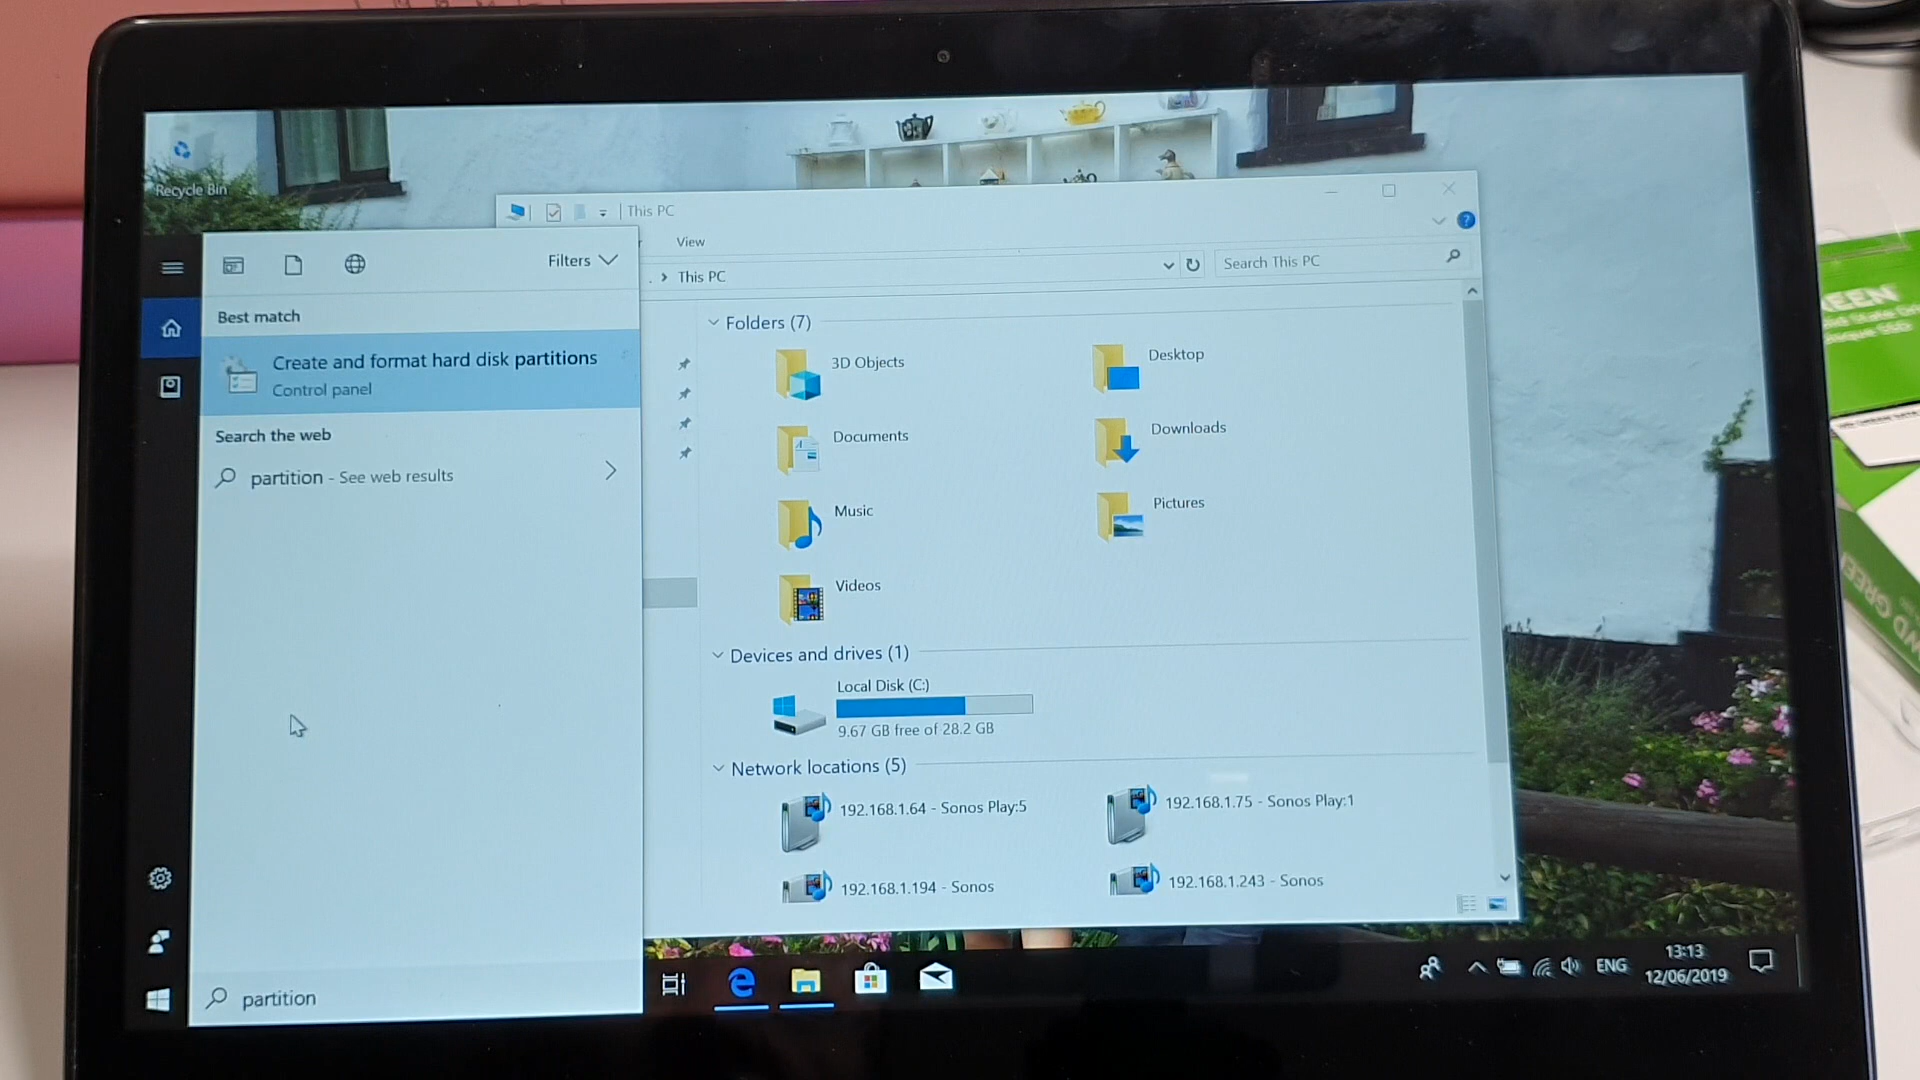 Recycle Bin
This PC
View
This PC
Search This PC
Filters
Best match
Create and format hard disk partitions
Control panel
Search the web
partition - See web results
partition
Folders (7)
3D Objects
Desktop
Documents
Downloads
Music
Pictures
Videos
Devices and drives (1)
Local Disk (C:)
9.67 GB free of 28.2 GB
Network locations (5)
192.168.1.64 - Sonos Play:5
192.168.1.75 - Sonos Play:1
192.168.1.194 - Sonos
192.168.1.243 - Sonos
ENG
13:13
12/06/2019
WD GREEN